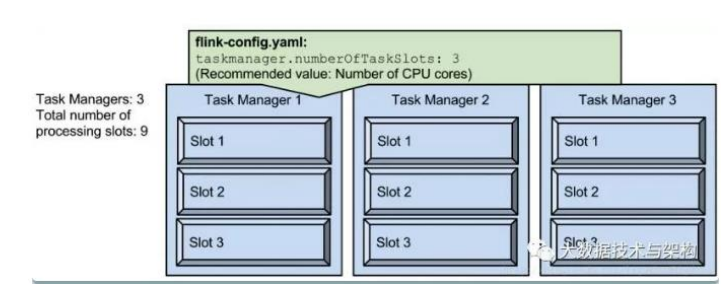 flink-config.yaml:
taskmanager.numberOfTaskSlots: 3
(Recommended value: Number of CPU cores)
Task Managers: 3
Total number of
processing slots: 9
Task Manager 1
Task Manager 2
Task Manager 3
Slot 1
Slot 1
Slot 1
Slot 2
Slot 2
Slot 2
Slot 3
Slot 3
Slot 3
大数据技术与架构